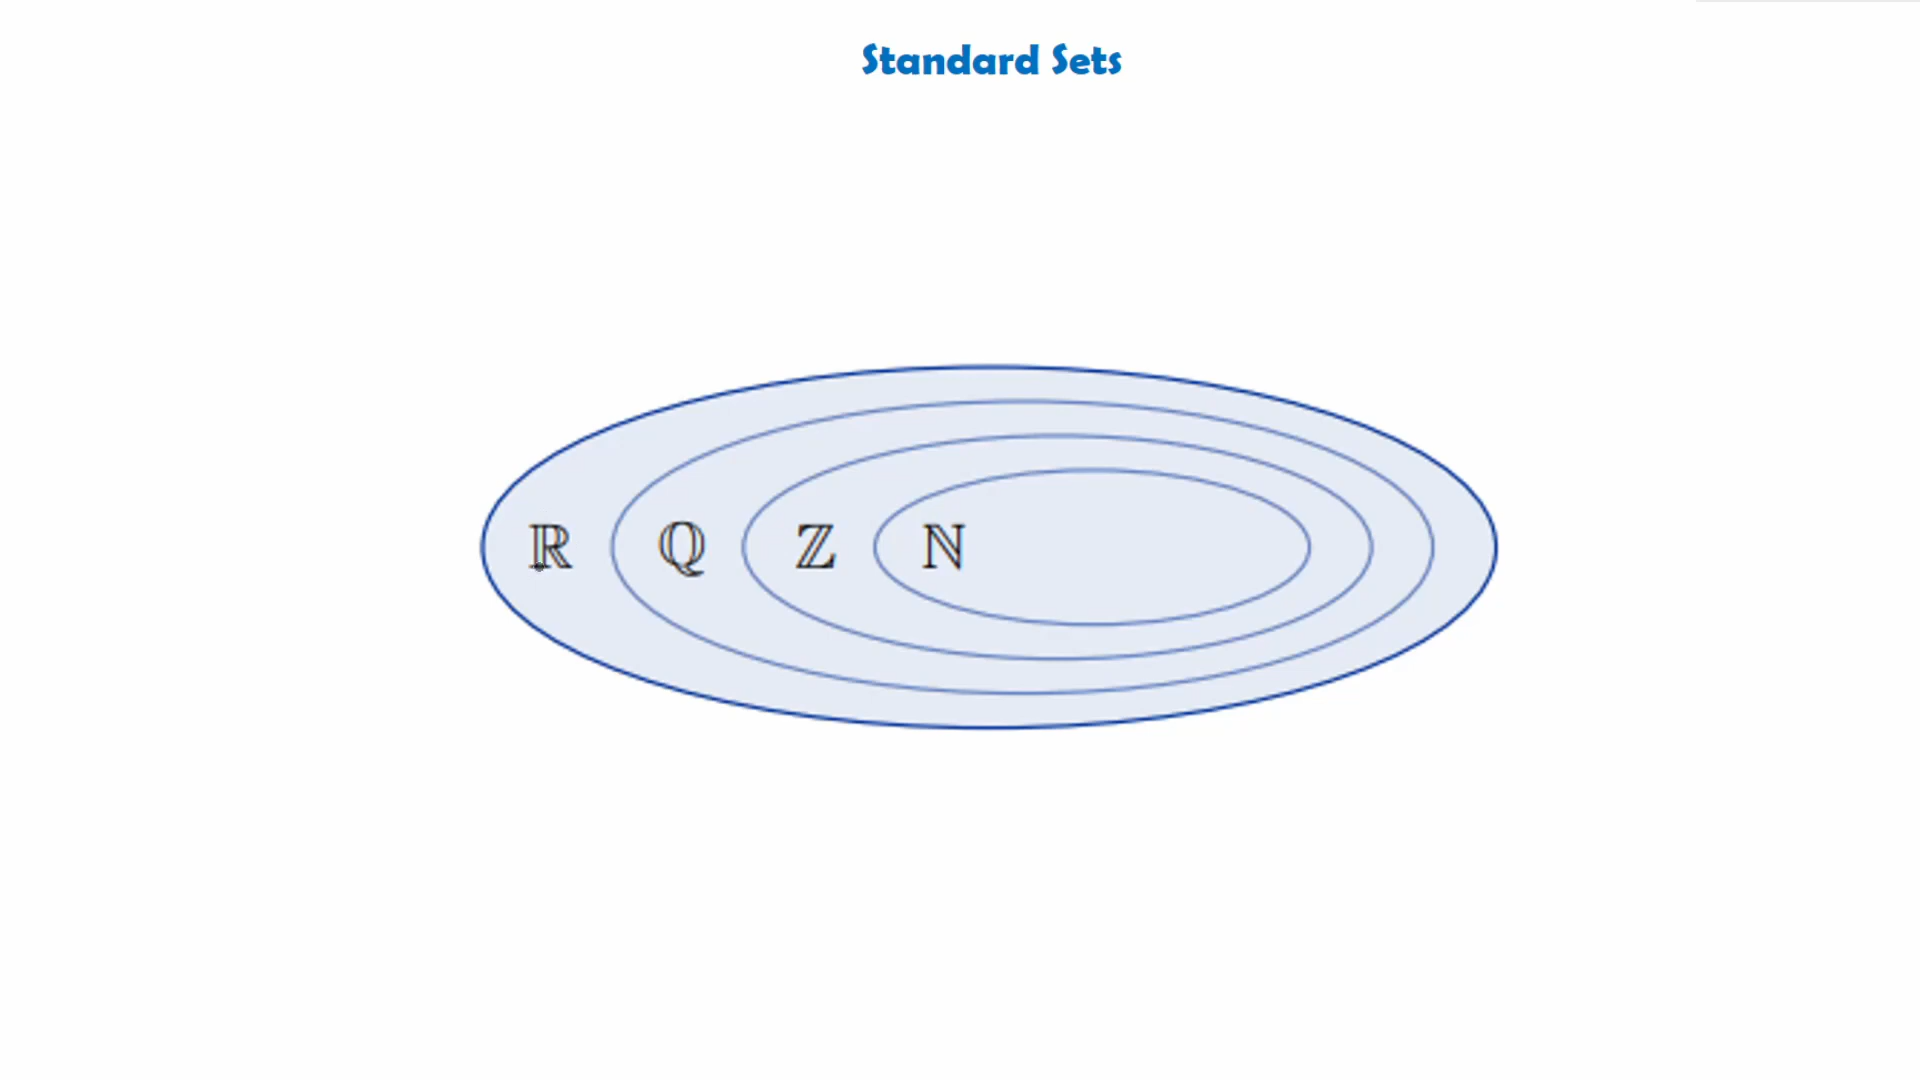 Standard Sets
ℝ ℚ ℤ ℕ